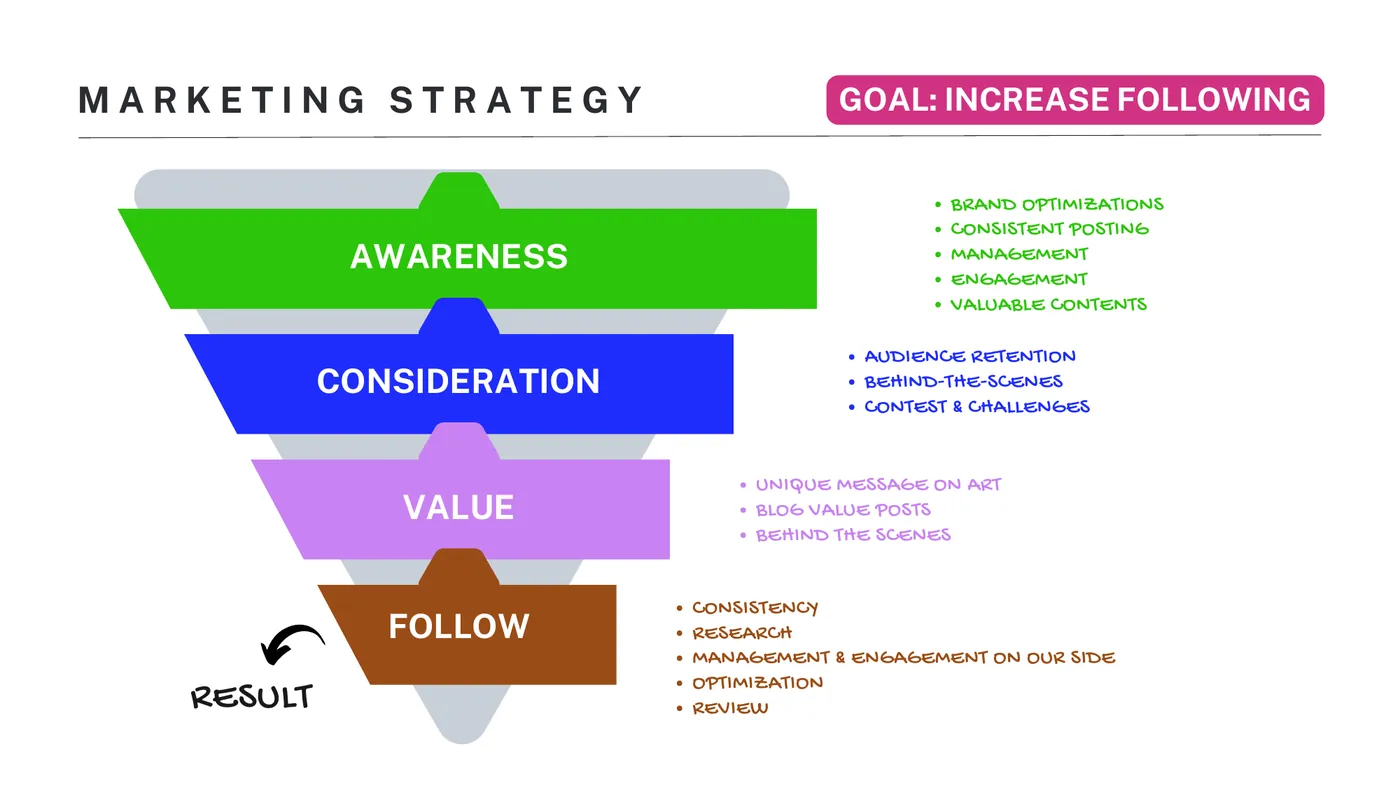 MARKETING STRATEGY
GOAL: INCREASE FOLLOWING
AWARENESS
• BRAND OPTIMIZATIONS
• CONSISTENT POSTING
• MANAGEMENT
• ENGAGEMENT
• VALUABLE CONTENTS
CONSIDERATION
• AUDIENCE RETENTION
• BEHIND-THE-SCENES
• CONTEST & CHALLENGES
VALUE
• UNIQUE MESSAGE ON ART
• BLOG VALUE POSTS
• BEHIND THE SCENES
FOLLOW
• CONSISTENCY
• RESEARCH
• MANAGEMENT & ENGAGEMENT ON OUR SIDE
• OPTIMIZATION
• REVIEW
RESULT